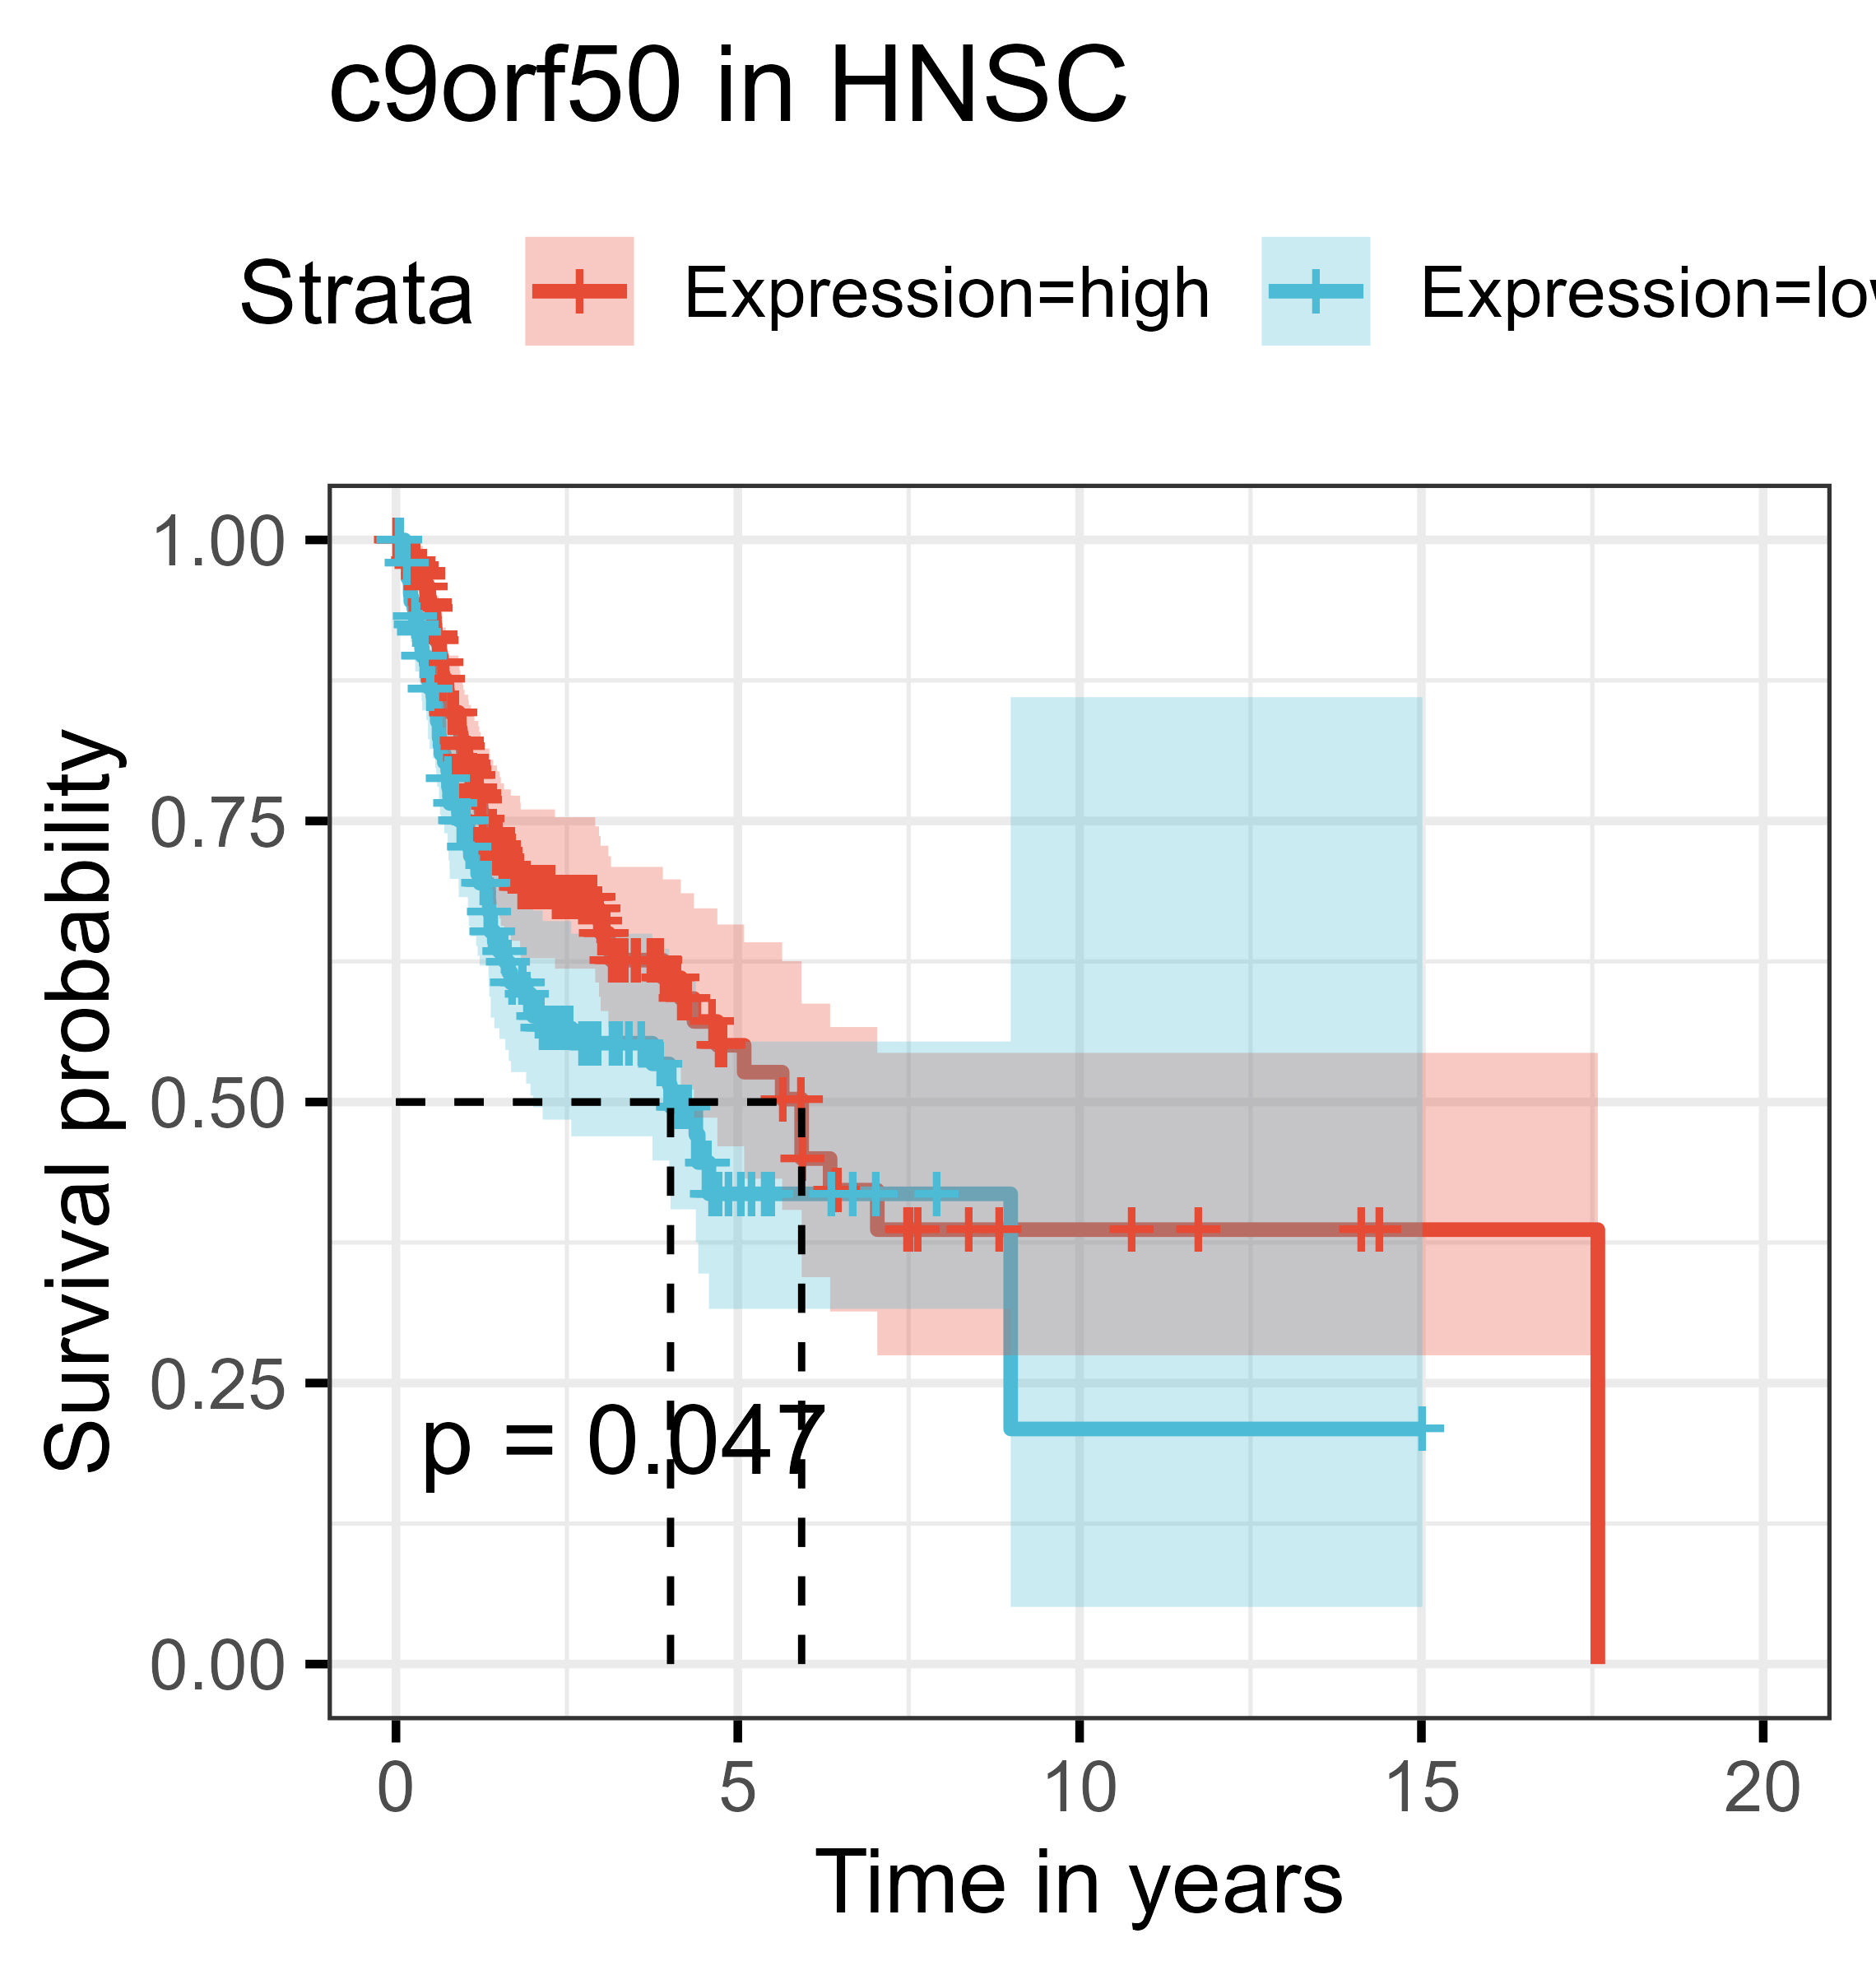 c9orf50 in HNSC
Strata Expression=high Expression=lo
Survival probability
1.00
0.75
0.50
0.25
0.00
p = 0.047
0 5 10 15 20
Time in years